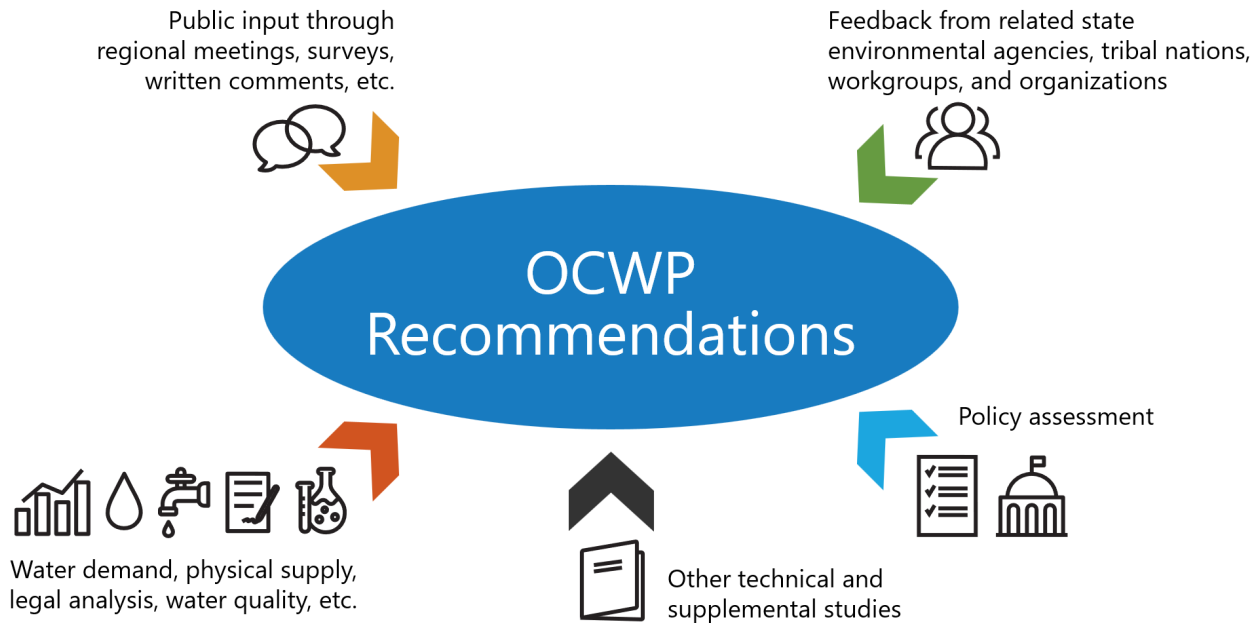 Public input through
regional meetings, surveys,
written comments, etc.
Feedback from related state
environmental agencies, tribal nations,
workgroups, and organizations
OCWP
Recommendations
Policy assessment
Water demand, physical supply,
legal analysis, water quality, etc.
Other technical and
supplemental studies